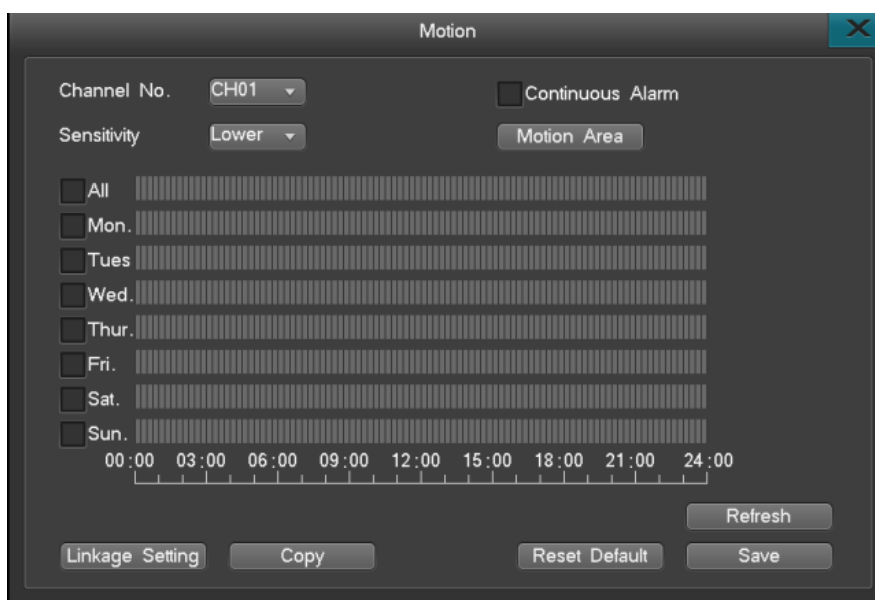 Motion
Channel No. CH01 Continuous Alarm
Sensitivity Lower Motion Area
All
Mon.
Tues
Wed.
Thur.
Fri.
Sat.
Sun.
00:00 03:00 06:00 09:00 12:00 15:00 18:00 21:00 24:00
Refresh
Linkage Setting Copy Reset Default Save